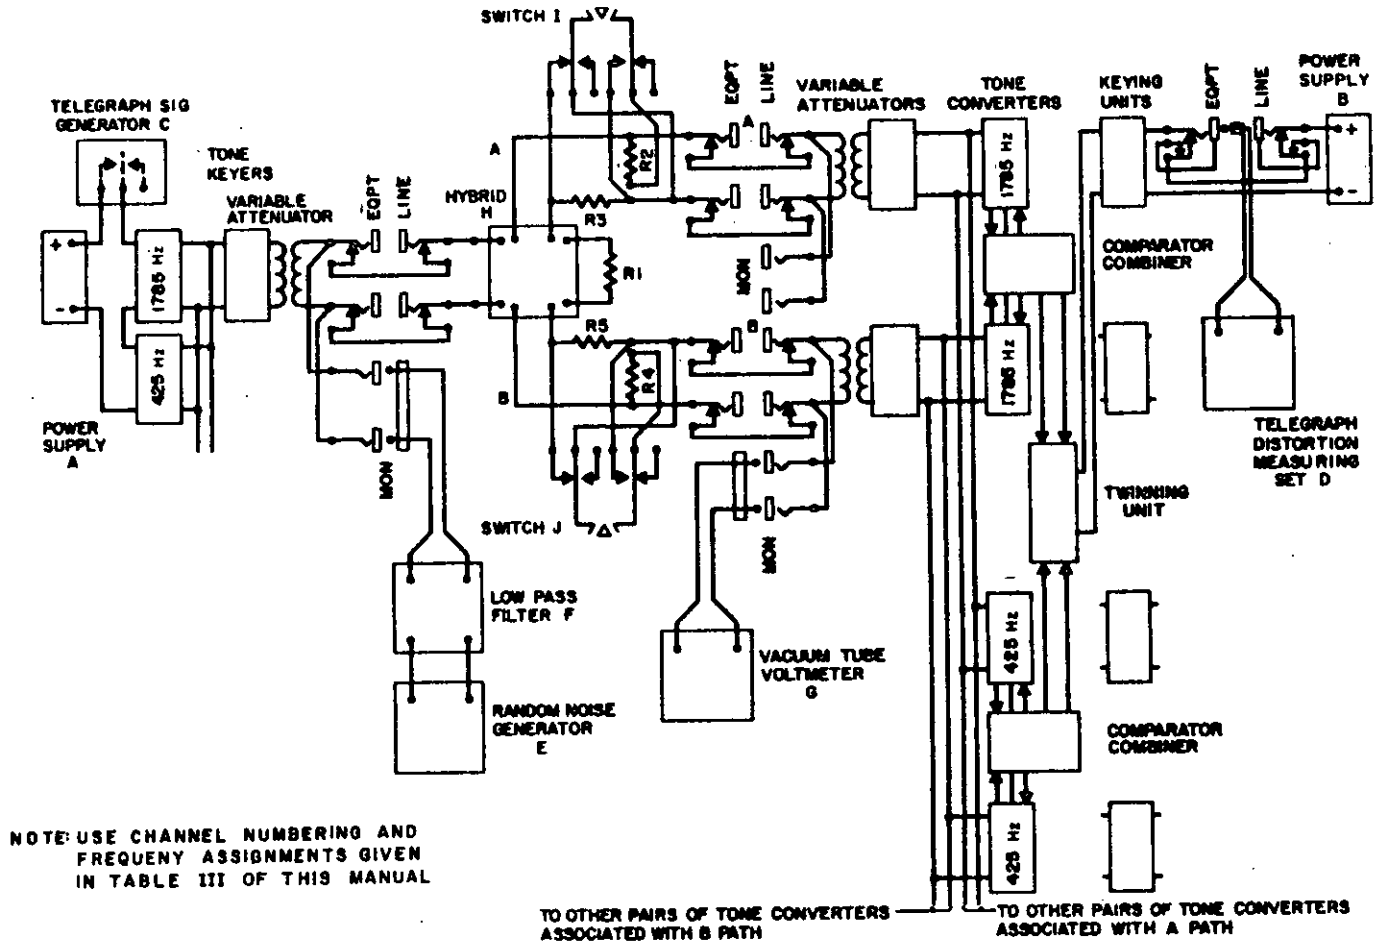 SWITCH I
TELEGRAPH SIG
GENERATOR C
TONE
KEYERS
VARIABLE
ATTENUATOR
EQPT
LINE
HYBRID
H
A
EQPT
LINE
A
VARIABLE
ATTENUATORS
TONE
CONVERTERS
KEYING
UNITS
EQPT
LINE
POWER
SUPPLY
B
+
-
+
-
1785 Hz
425 Hz
POWER
SUPPLY
A
R2
R3
R1
R5
R4
B
B
MON
MON
MON
1785 Hz
1785 Hz
COMPARATOR
COMBINER
TELEGRAPH
DISTORTION
MEASURING
SET D
SWITCH J
TWINNING
UNIT
LOW PASS
FILTER F
RANDOM NOISE
GENERATOR
E
VACUUM TUBE
VOLTMETER
G
425 Hz
COMPARATOR
COMBINER
425 Hz
NOTE: USE CHANNEL NUMBERING AND
FREQUENY ASSIGNMENTS GIVEN
IN TABLE III OF THIS MANUAL
TO OTHER PAIRS OF TONE CONVERTERS
ASSOCIATED WITH B PATH
TO OTHER PAIRS OF TONE CONVERTERS
ASSOCIATED WITH A PATH